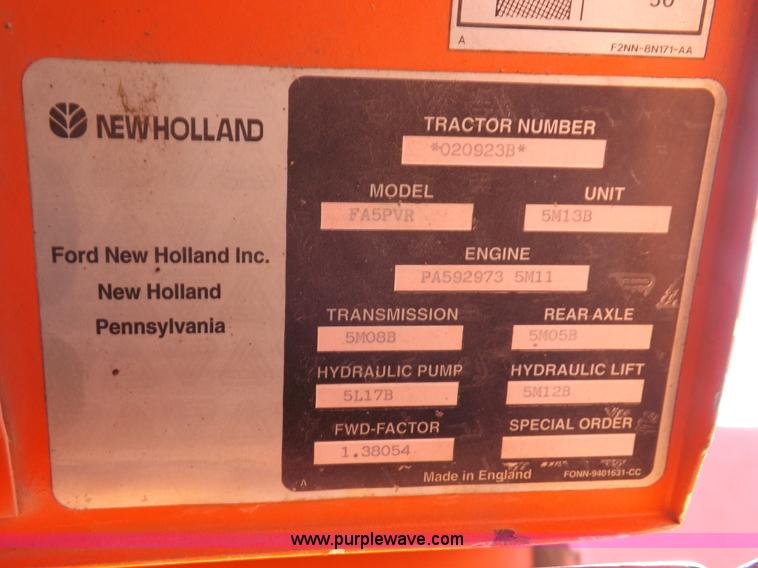 50
A F2NN-8N171-AA
NEW HOLLAND
Ford New Holland Inc.
New Holland
Pennsylvania
TRACTOR NUMBER
*020923B*
MODEL UNIT
FA5PVR 5M13B
ENGINE
PA592973 5M11
TRANSMISSION REAR AXLE
5M08B 5M05B
HYDRAULIC PUMP HYDRAULIC LIFT
5L17B 5M12B
FWD-FACTOR SPECIAL ORDER
1.38054
A Made in England FONN-9401631-CC
www.purplewave.com